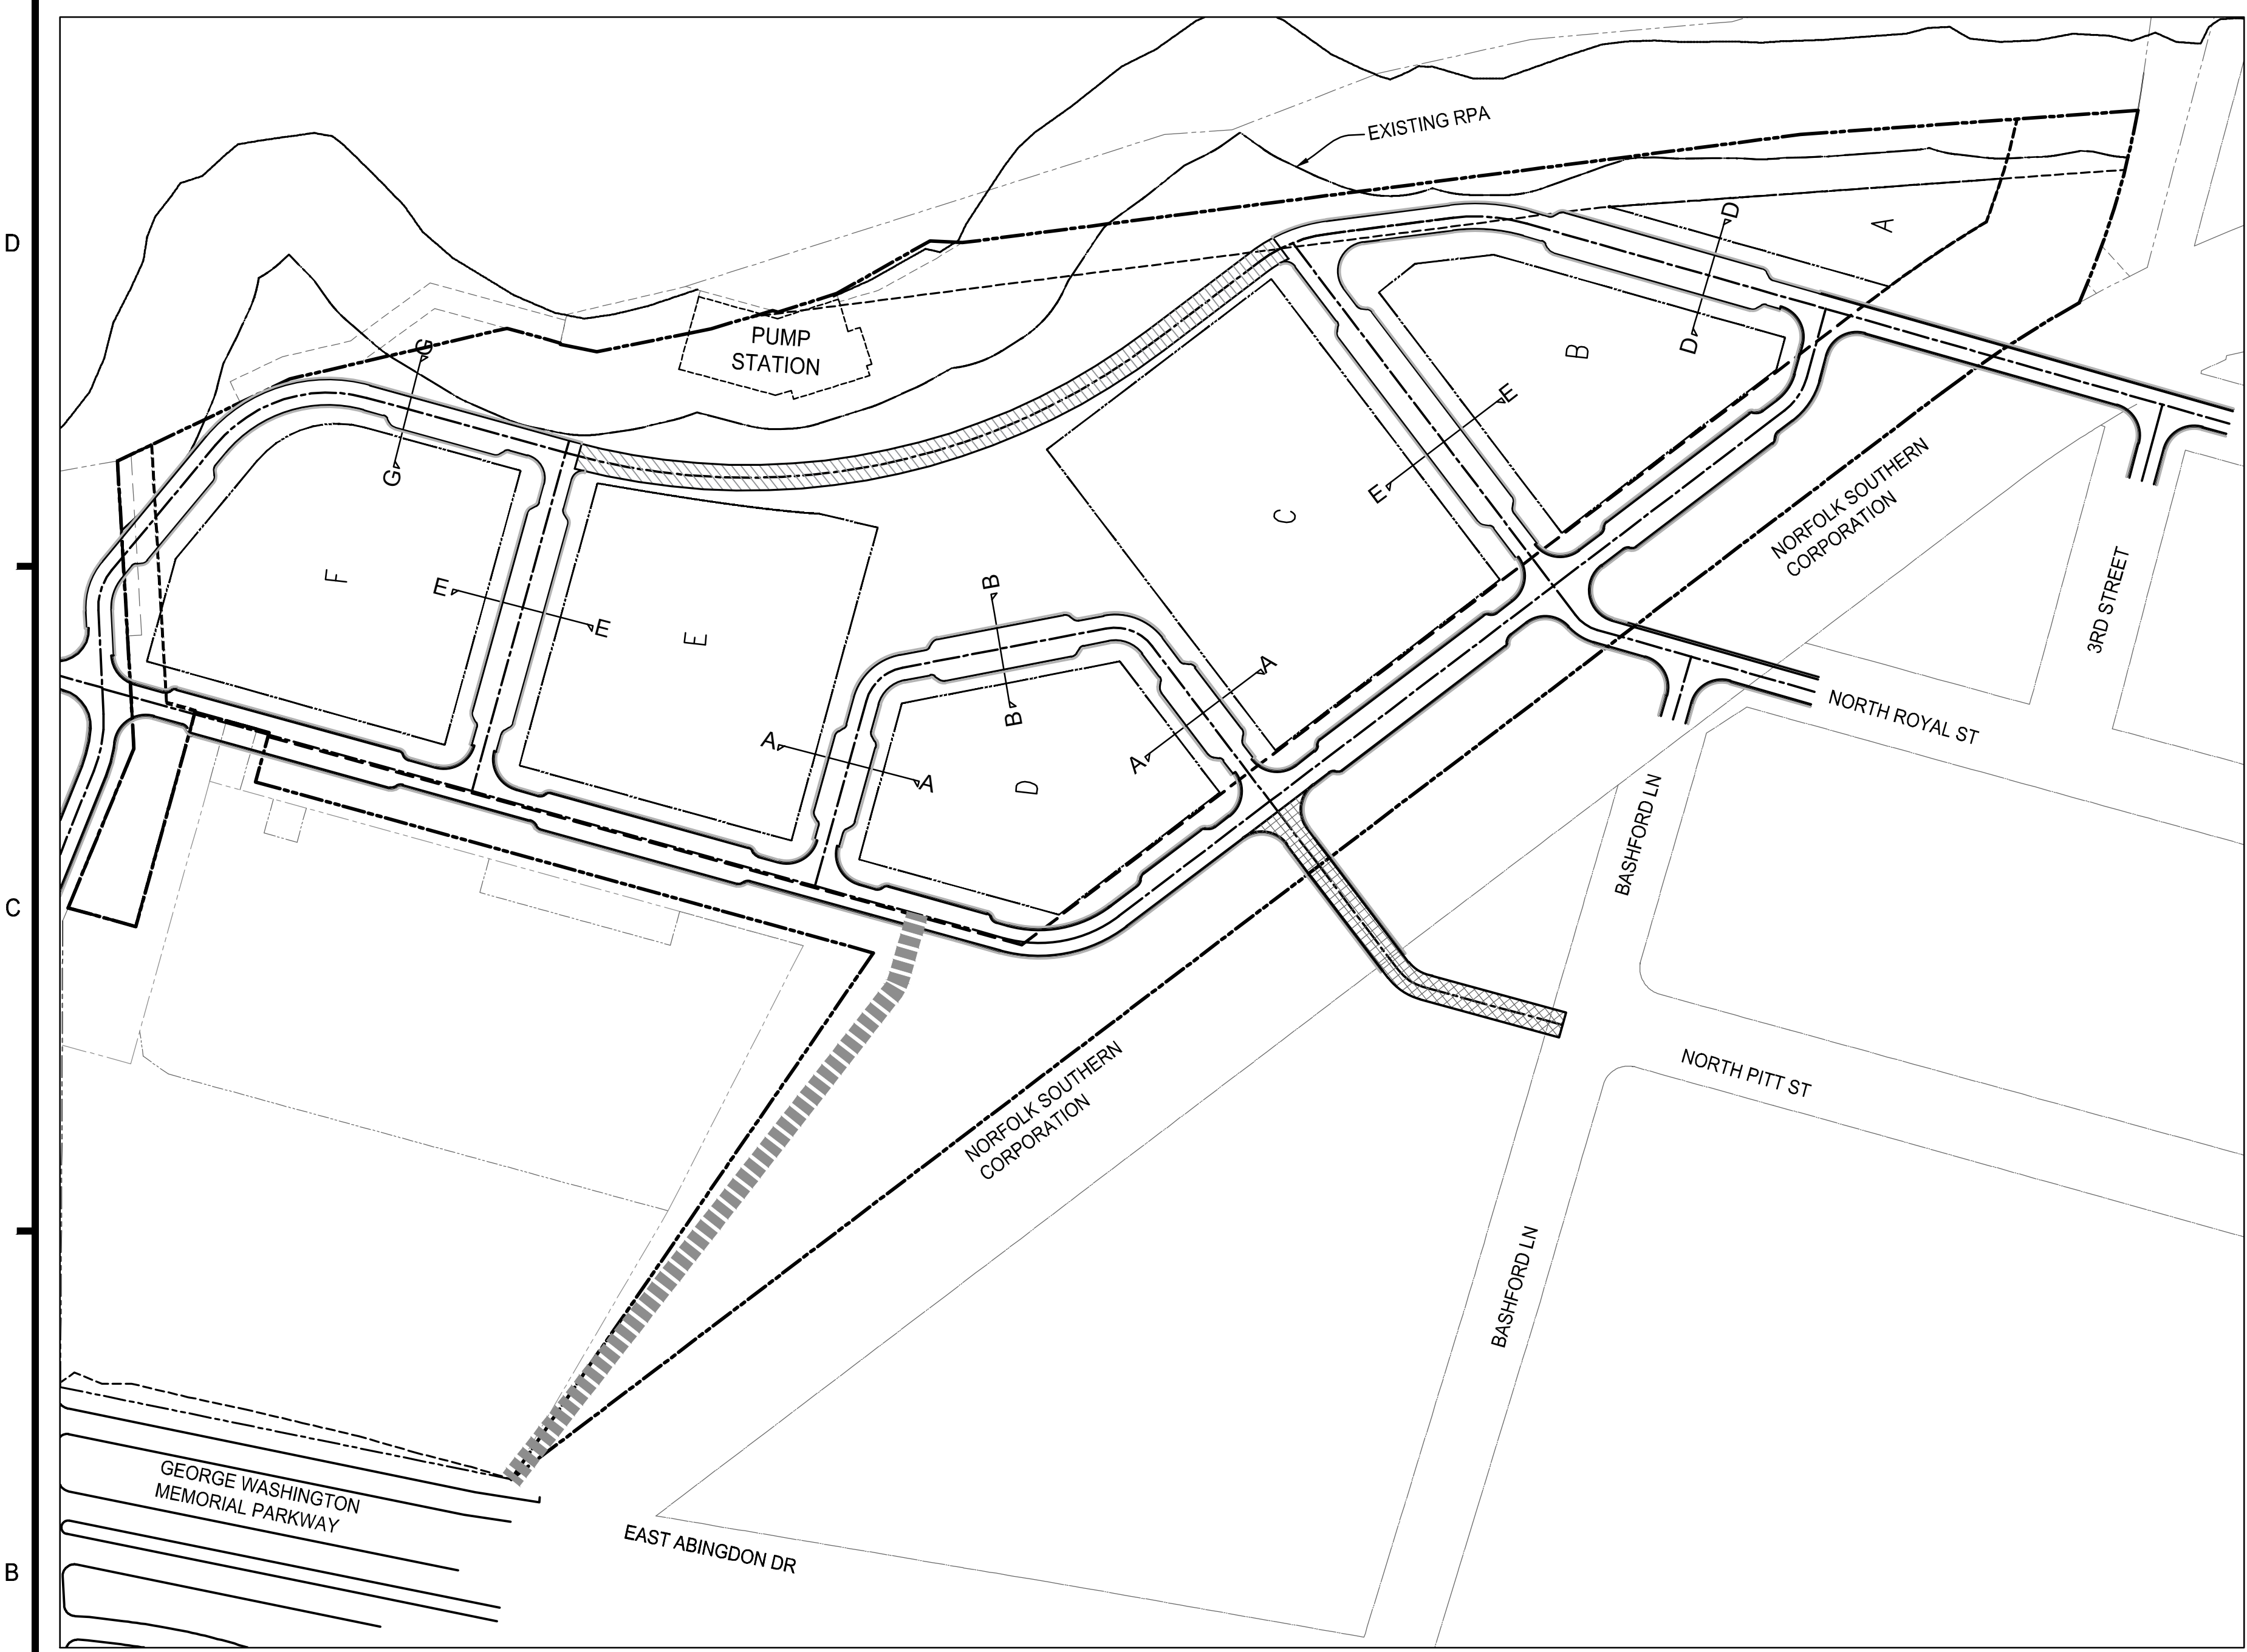 D
EXISTING RPA
D
A
G
PUMP
STATION
D
B
G
E
E
NORFOLK SOUTHERN
CORPORATION
C
F
E
E
E
B
3RD STREET
A
A
B
A
A
D
NORTH ROYAL ST
BASHFORD LN
C
NORFOLK SOUTHERN
CORPORATION
NORTH PITT ST
BASHFORD LN
GEORGE WASHINGTON
MEMORIAL PARKWAY
EAST ABINGDON DR
B